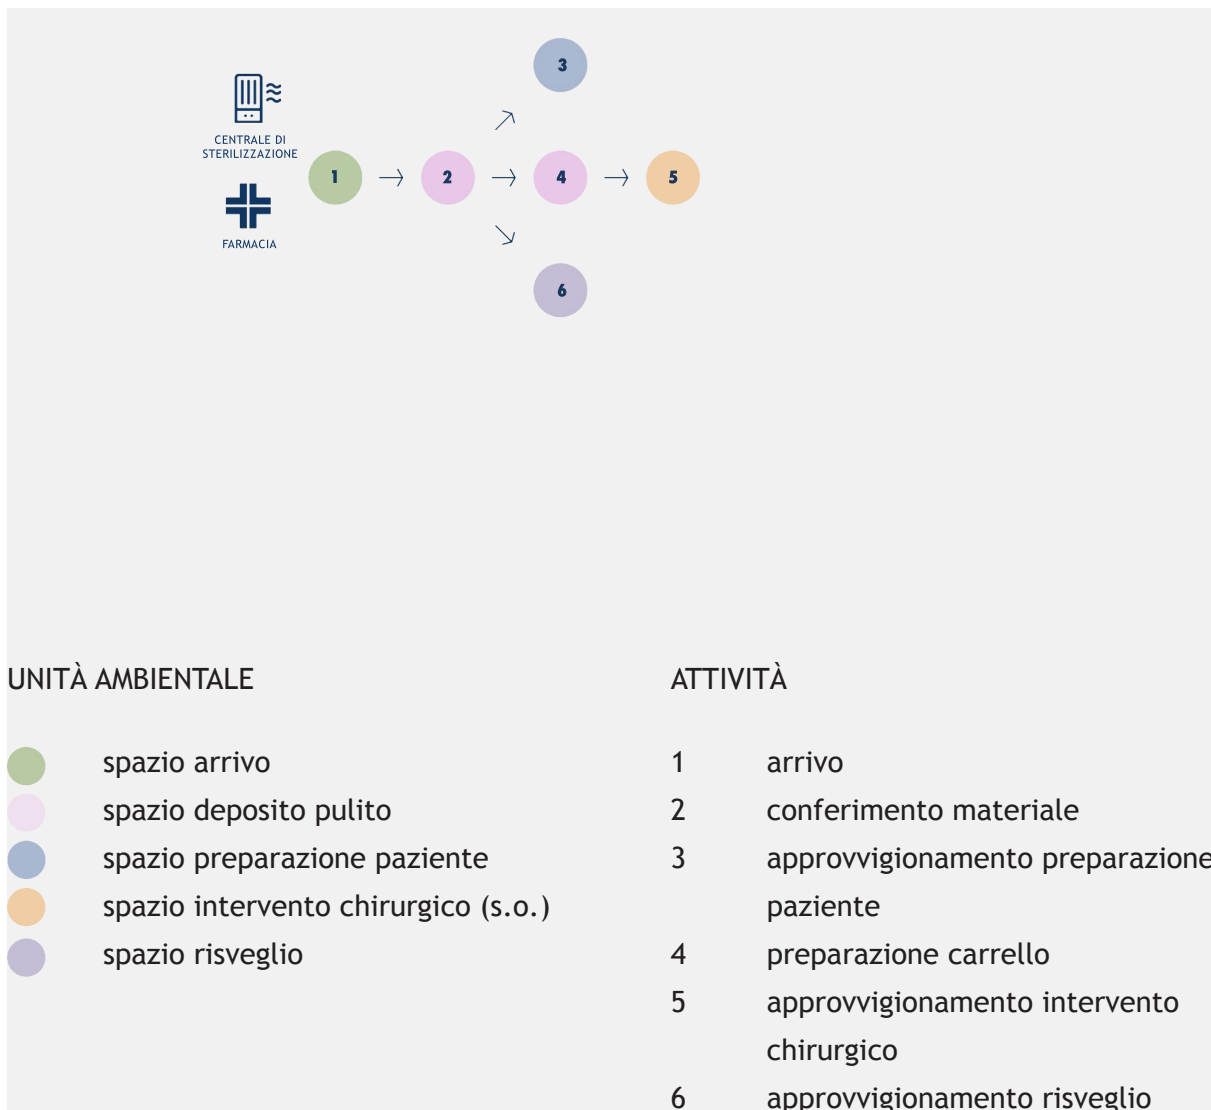 3
CENTRALE DI
STERILIZZAZIONE
1
2
4
5
FARMACIA
6
UNITÀ AMBIENTALE
spazio arrivo
spazio deposito pulito
spazio preparazione paziente
spazio intervento chirurgico (s.o.)
spazio risveglio
ATTIVITÀ
1 arrivo
2 conferimento materiale
3 approvvigionamento preparazione
paziente
4 preparazione carrello
5 approvvigionamento intervento
chirurgico
6 approvvigionamento risveglio